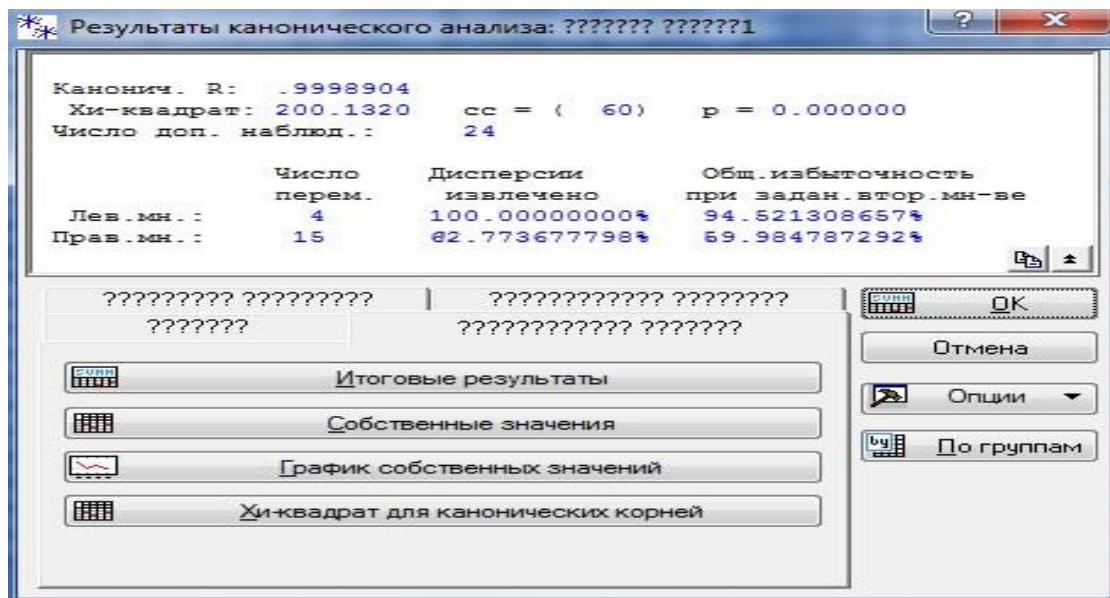 Результаты канонического анализа: ??????? ??????1
Канонич. R: .9998904
Хи-квадрат: 200.1320 сс = ( 60) p = 0.000000
Число доп. наблюд.: 24
Число Дисперсии Общ.избыточность
перем. извлечено при задан.втор.мн-ве
Лев.мн.: 4 100.00000000% 94.521308657%
Прав.мн.: 15 62.773677798% 59.984787292%
????????? ????????? ???????????? ????????
??????? ???????????? ???????
Итоговые результаты
Собственные значения
График собственных значений
Хи-квадрат для канонических корней
OK
Отмена
Опции
По группам